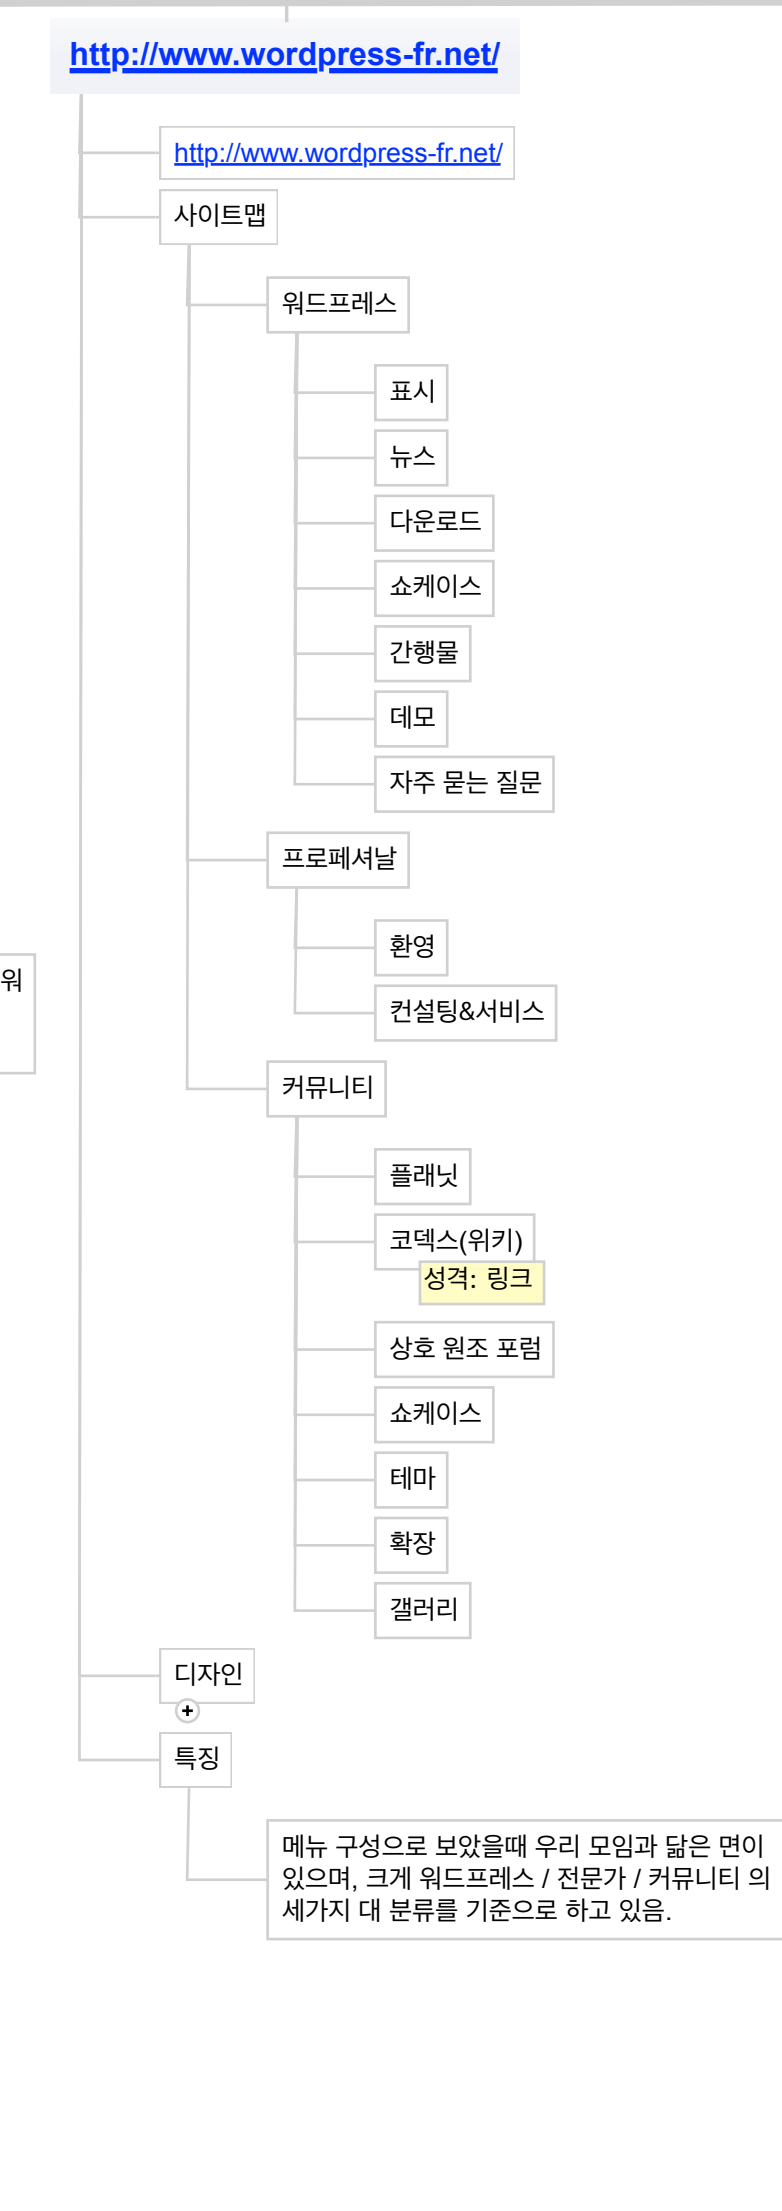 http://www.wordpress-fr.net/
http://www.wordpress-fr.net/
사이트맵
워드프레스
표시
뉴스
다운로드
쇼케이스
간행물
데모
자주 묻는 질문
프로페셔날
환영
워
컨설팅&서비스
커뮤니티
플래닛
코덱스(위키)
성격: 링크
상호 원조 포럼
쇼케이스
테마
확장
갤러리
디자인
특징
메뉴 구성으로 보았을때 우리 모임과 닮은 면이
있으며, 크게 워드프레스 / 전문가 / 커뮤니티 의
세가지 대 분류를 기준으로 하고 있음.